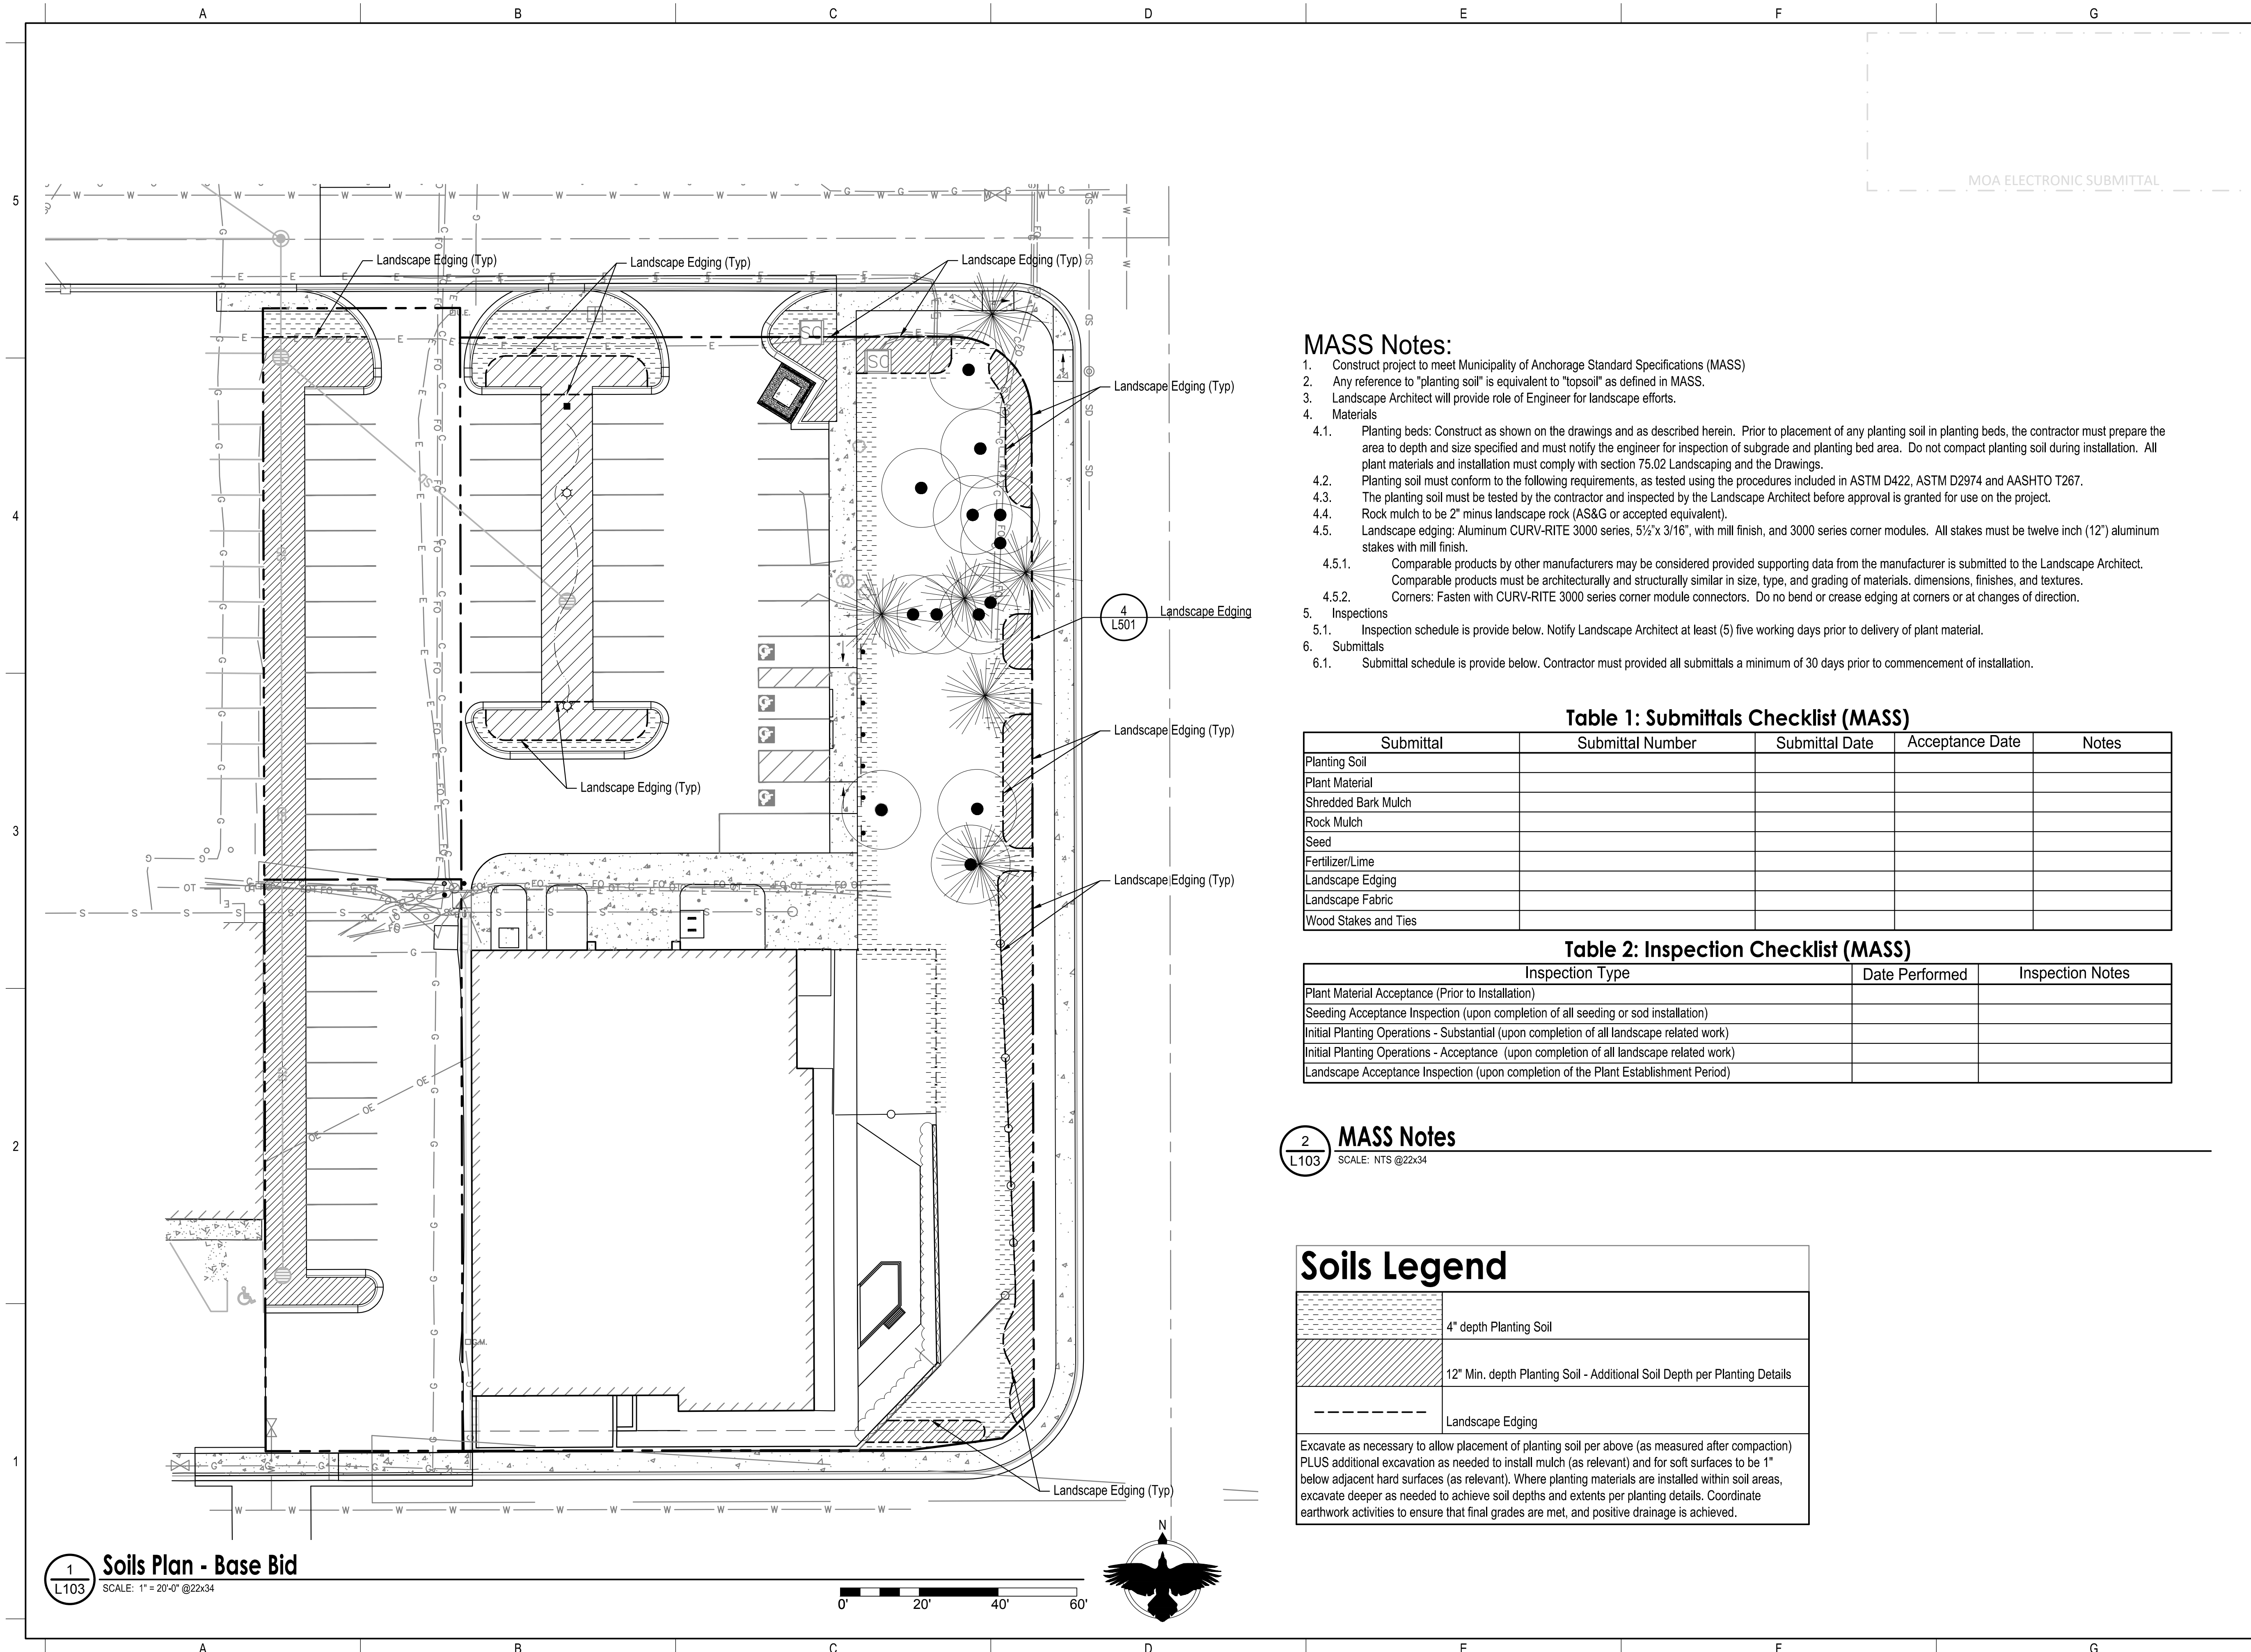 A B C D E F G
MOA ELECTRONIC SUBMITTAL
5
4
3
2
1
Landscape Edging (Typ)
Landscape Edging (Typ)
Landscape Edging (Typ)
Landscape Edging (Typ)
4
L501
Landscape Edging
Landscape Edging (Typ)
Landscape Edging (Typ)
Landscape Edging (Typ)
Landscape Edging (Typ)
SC
SC
G.M.
MASS Notes:
1. Construct project to meet Municipality of Anchorage Standard Specifications (MASS)
2. Any reference to "planting soil" is equivalent to "topsoil" as defined in MASS.
3. Landscape Architect will provide role of Engineer for landscape efforts.
4. Materials
4.1. Planting beds: Construct as shown on the drawings and as described herein. Prior to placement of any planting soil in planting beds, the contractor must prepare the
area to depth and size specified and must notify the engineer for inspection of subgrade and planting bed area. Do not compact planting soil during installation. All
plant materials and installation must comply with section 75.02 Landscaping and the Drawings.
4.2. Planting soil must conform to the following requirements, as tested using the procedures included in ASTM D422, ASTM D2974 and AASHTO T267.
4.3. The planting soil must be tested by the contractor and inspected by the Landscape Architect before approval is granted for use on the project.
4.4. Rock mulch to be 2" minus landscape rock (AS&G or accepted equivalent).
4.5. Landscape edging: Aluminum CURV-RITE 3000 series, 5½"x 3/16", with mill finish, and 3000 series corner modules. All stakes must be twelve inch (12") aluminum
stakes with mill finish.
4.5.1. Comparable products by other manufacturers may be considered provided supporting data from the manufacturer is submitted to the Landscape Architect.
Comparable products must be architecturally and structurally similar in size, type, and grading of materials. dimensions, finishes, and textures.
4.5.2. Corners: Fasten with CURV-RITE 3000 series corner module connectors. Do no bend or crease edging at corners or at changes of direction.
5. Inspections
5.1. Inspection schedule is provide below. Notify Landscape Architect at least (5) five working days prior to delivery of plant material.
6. Submittals
6.1. Submittal schedule is provide below. Contractor must provided all submittals a minimum of 30 days prior to commencement of installation.
Table 1: Submittals Checklist (MASS)
Submittal Submittal Number Submittal Date Acceptance Date Notes
Planting Soil
Plant Material
Shredded Bark Mulch
Rock Mulch
Seed
Fertilizer/Lime
Landscape Edging
Landscape Fabric
Wood Stakes and Ties
Table 2: Inspection Checklist (MASS)
Inspection Type Date Performed Inspection Notes
Plant Material Acceptance (Prior to Installation)
Seeding Acceptance Inspection (upon completion of all seeding or sod installation)
Initial Planting Operations - Substantial (upon completion of all landscape related work)
Initial Planting Operations - Acceptance (upon completion of all landscape related work)
Landscape Acceptance Inspection (upon completion of the Plant Establishment Period)
2
L103
MASS Notes
SCALE: NTS @22x34
Soils Legend
4" depth Planting Soil
12" Min. depth Planting Soil - Additional Soil Depth per Planting Details
Landscape Edging
Excavate as necessary to allow placement of planting soil per above (as measured after compaction)
PLUS additional excavation as needed to install mulch (as relevant) and for soft surfaces to be 1"
below adjacent hard surfaces (as relevant). Where planting materials are installed within soil areas,
excavate deeper as needed to achieve soil depths and extents per planting details. Coordinate
earthwork activities to ensure that final grades are met, and positive drainage is achieved.
Landscape Edging (Typ)
1
L103
Soils Plan - Base Bid
SCALE: 1" = 20'-0" @22x34
0' 20' 40' 60'
N
A B C D E F G